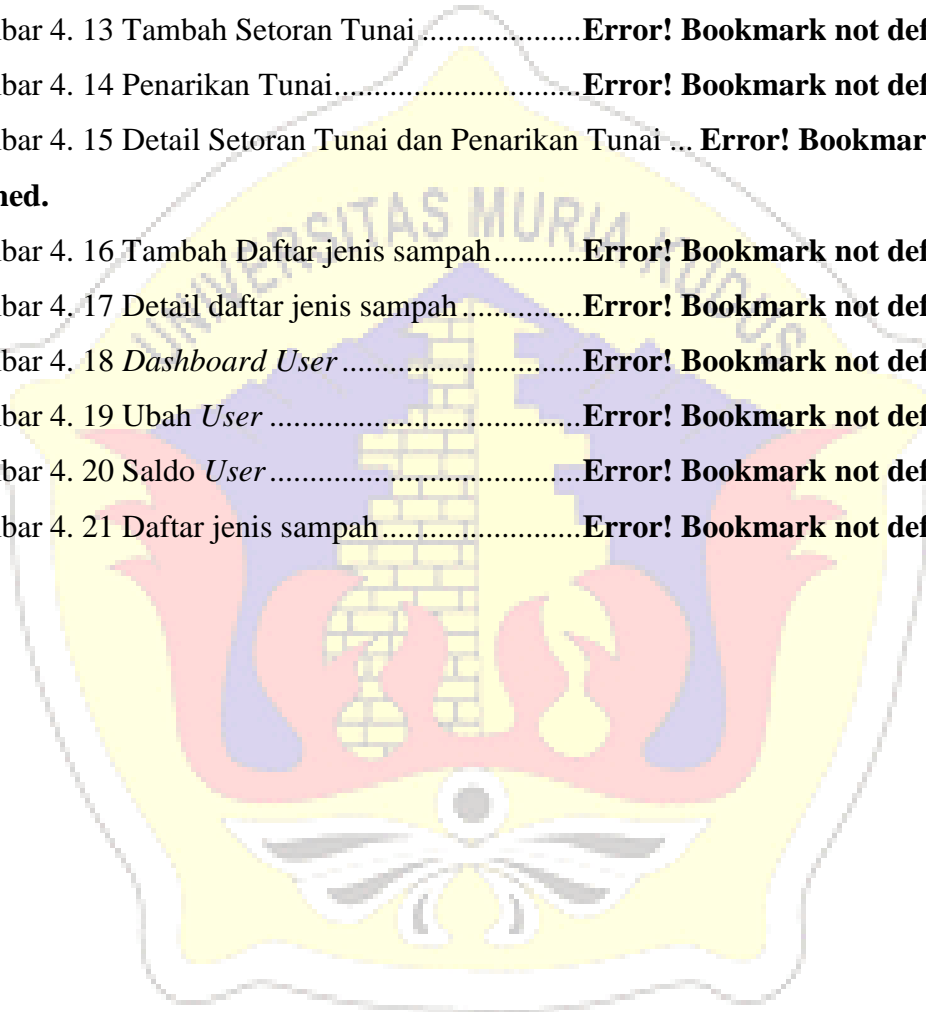 bar 4. 13 Tambah Setoran Tunai ....................Error! Bookmark not def
bar 4. 14 Penarikan Tunai...............................Error! Bookmark not def
bar 4. 15 Detail Setoran Tunai dan Penarikan Tunai ... Error! Bookmar
ned.
UNIVERSITAS MURIA KUDUS
bar 4. 16 Tambah Daftar jenis sampah...........Error! Bookmark not def
bar 4. 17 Detail daftar jenis sampah ...............Error! Bookmark not def
bar 4. 18 Dashboard User ..............................Error! Bookmark not def
bar 4. 19 Ubah User .......................................Error! Bookmark not def
bar 4. 20 Saldo User.......................................Error! Bookmark not def
bar 4. 21 Daftar jenis sampah.........................Error! Bookmark not def